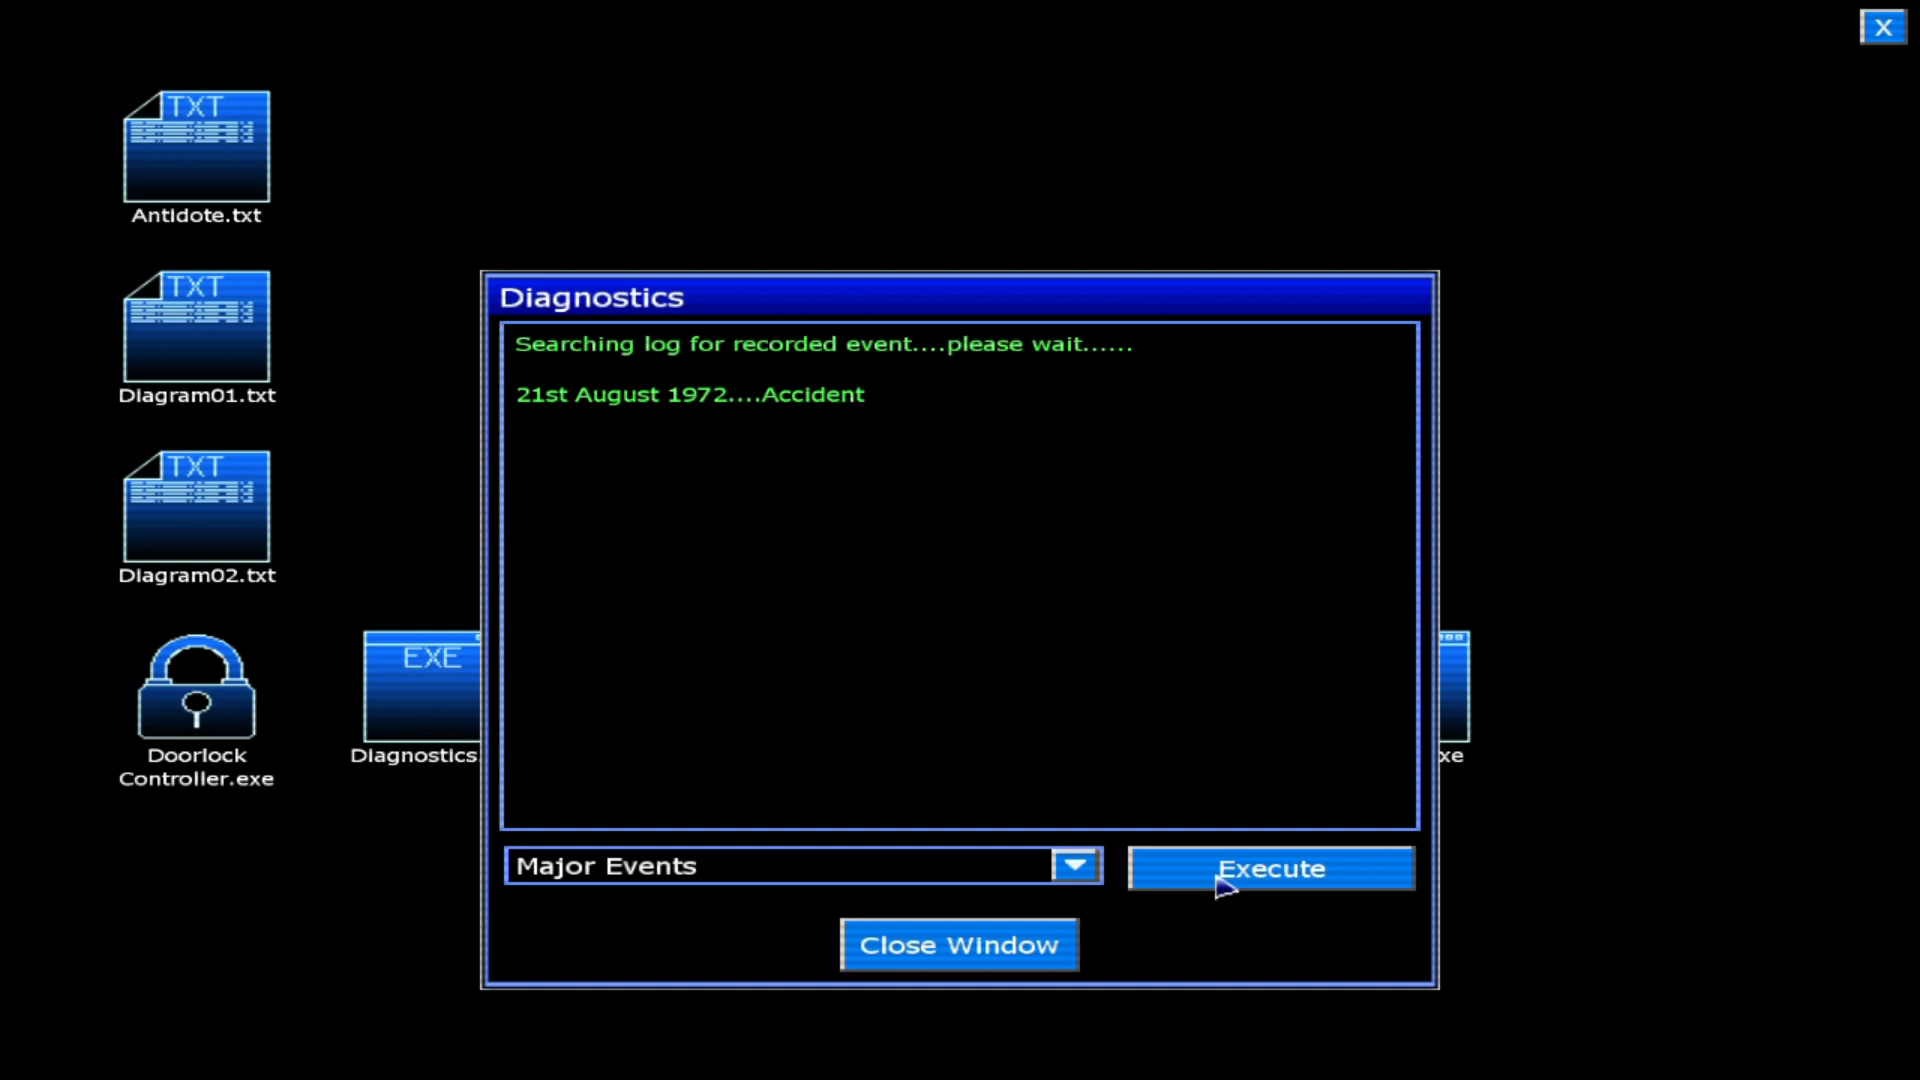 X
TXT
Antidote.txt
TXT
Diagram01.txt
TXT
Diagram02.txt
Doorlock
Controller.exe
EXE
Diagnostics.
Diagnostics
Searching log for recorded event....please wait......
21st August 1972....Accident
Major Events
Execute
Close Window
xe